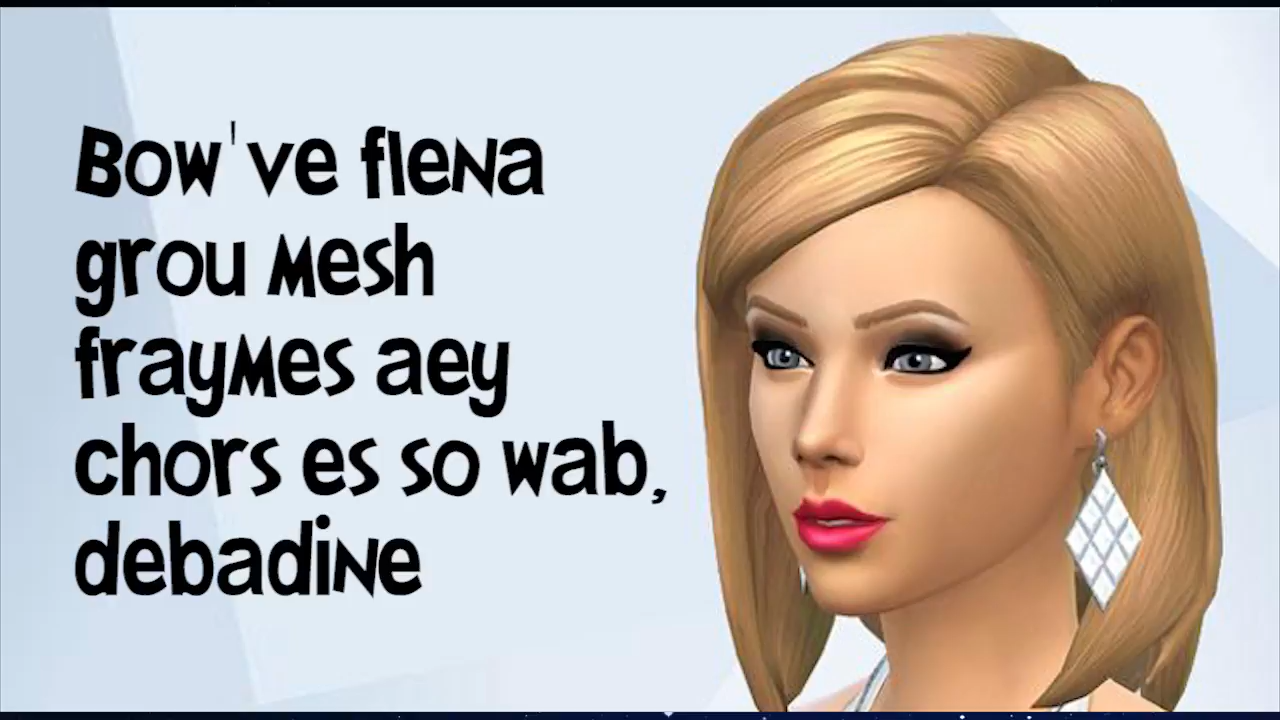 Bow've flena
grou mesh
fraymes aey
chors es so wab,
debadine